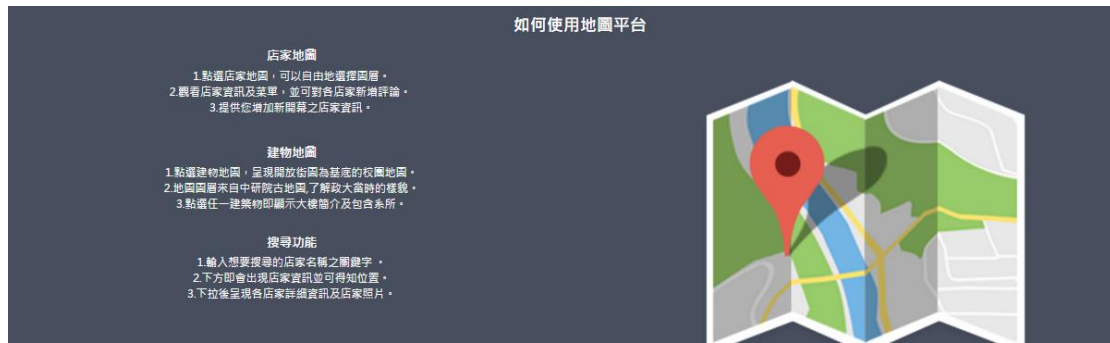 如何使用地圖平台
店家地圖
1.點選店家地圖，可以自由地選擇圖層。
2.觀看店家資訊及菜單，並可對各店家新增評論。
3.提供您增加新開幕之店家資訊。
建物地圖
1.點選建物地圖，呈現開放街圖為基底的校園地圖。
2.地圖圖層來自中研院古地圖,了解政大當時的樣貌。
3.點選任一建築物即顯示大樓簡介及包含系所。
搜尋功能
1.輸入想要搜尋的店家名稱之關鍵字 。
2.下方即會出現店家資訊並可得知位置。
3.下拉後呈現各店家詳細資訊及店家照片。